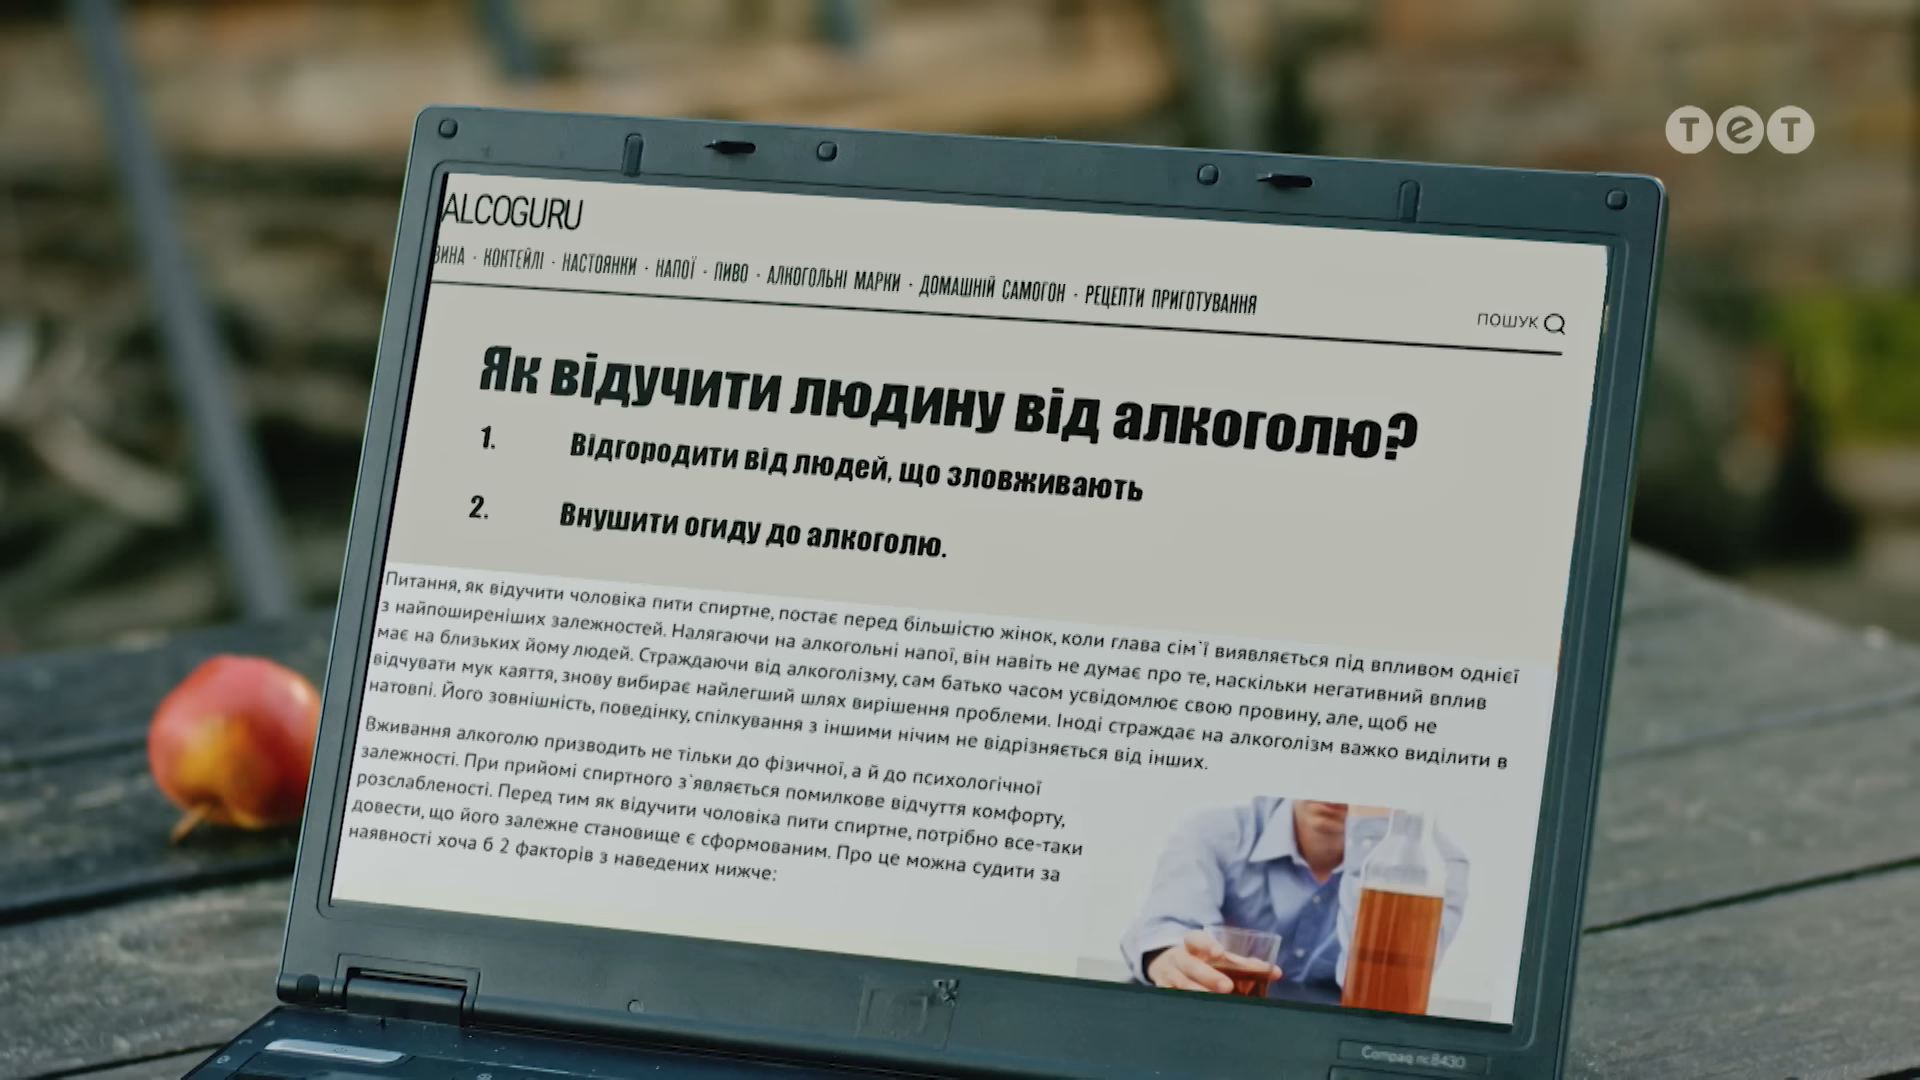 тет
ALCOGURU
ВИНА · КОКТЕЙЛІ · НАСТОЯНКИ · НАПОЇ · ПИВО · АЛКОГОЛЬНІ МАРКИ · ДОМАШНІЙ САМОГОН · РЕЦЕПТИ ПРИГОТУВАННЯ
ПОШУК
Як відучити людину від алкоголю?
1. Відгородити від людей, що зловживають
2. Внушити огиду до алкоголю.
Питання, як відучити чоловіка пити спиртне, постає перед більшістю жінок, коли глава сім`ї виявляється під впливом однієї
з найпоширеніших залежностей. Налягаючи на алкогольні напої, він навіть не думає про те, наскільки негативний вплив
має на близьких йому людей. Страждаючи від алкоголізму, сам батько часом усвідомлює свою провину, але, щоб не
відчувати мук каяття, знову вибирає найлегший шлях вирішення проблеми. Іноді страждає на алкоголізм важко виділити в
натовпі. Його зовнішність, поведінку, спілкування з іншими нічим не відрізняється від інших.
Вживання алкоголю призводить не тільки до фізичної, а й до психологічної
залежності. При прийомі спиртного з`являється помилкове відчуття комфорту,
розслабленості. Перед тим як відучити чоловіка пити спиртне, потрібно все-таки
довести, що його залежне становище є сформованим. Про це можна судити за
наявності хоча б 2 факторів з наведених нижче:
Compaq nc8430